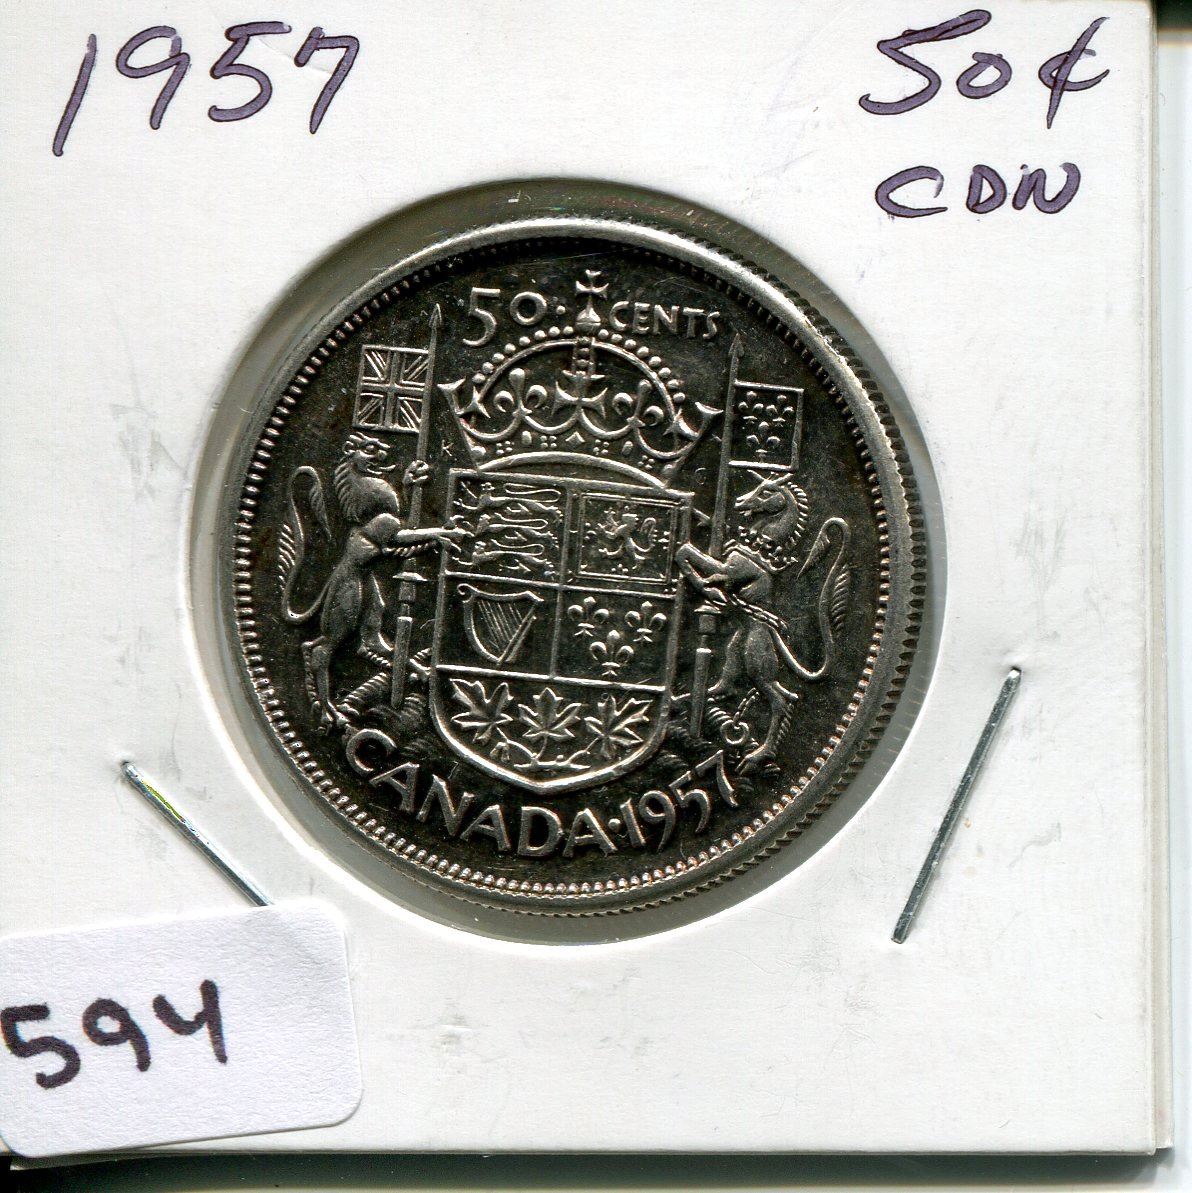 1957
50¢
CDN
50 · CENTS
CANADA · 1957
594